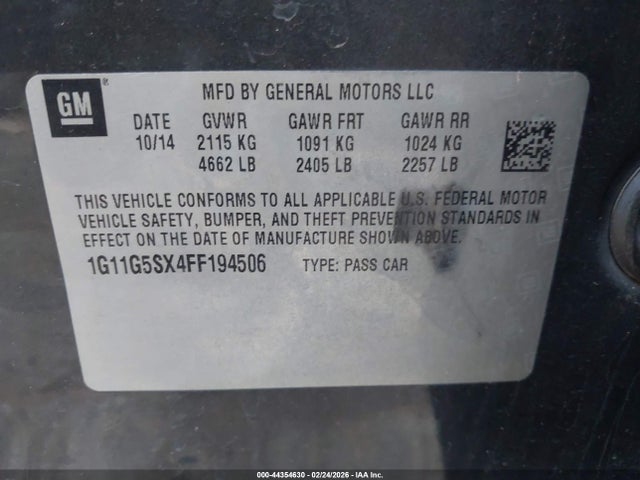 GM
MFD BY GENERAL MOTORS LLC
DATE GVWR GAWR FRT GAWR RR
10/14 2115 KG 1091 KG 1024 KG
4662 LB 2405 LB 2257 LB
THIS VEHICLE CONFORMS TO ALL APPLICABLE U.S. FEDERAL MOTOR
VEHICLE SAFETY, BUMPER, AND THEFT PREVENTION STANDARDS IN
EFFECT ON THE DATE OF MANUFACTURE SHOWN ABOVE.
1G11G5SX4FF194506 TYPE: PASS CAR
000-44354630 - 02/24/2026 - IAA Inc.